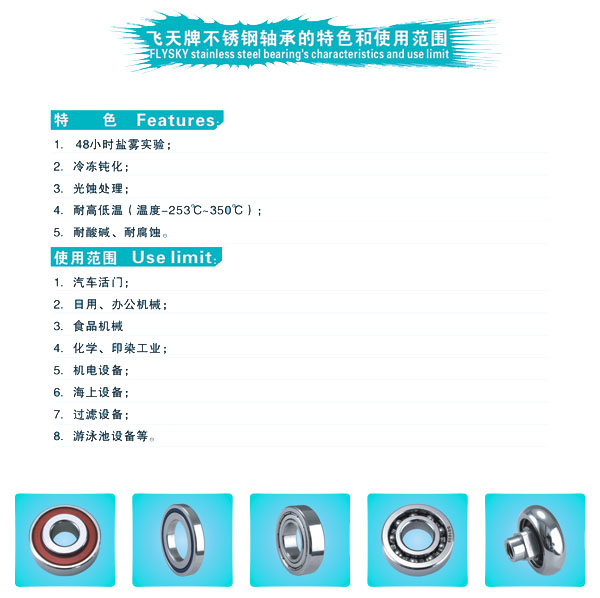 飞天牌不锈钢轴承的特色和使用范围
FLYSKY stainless steel bearing's characteristics and use limit
特 色 Features:
1. 48小时盐雾实验;
2. 冷冻钝化;
3. 光蚀处理;
4. 耐高低温(温度-253℃~350℃);
5. 耐酸碱、耐腐蚀。
使用范围 Use limit:
1. 汽车活门;
2. 日用、办公机械;
3. 食品机械
4. 化学、印染工业;
5. 机电设备;
6. 海上设备;
7. 过滤设备;
8. 游泳池设备等。